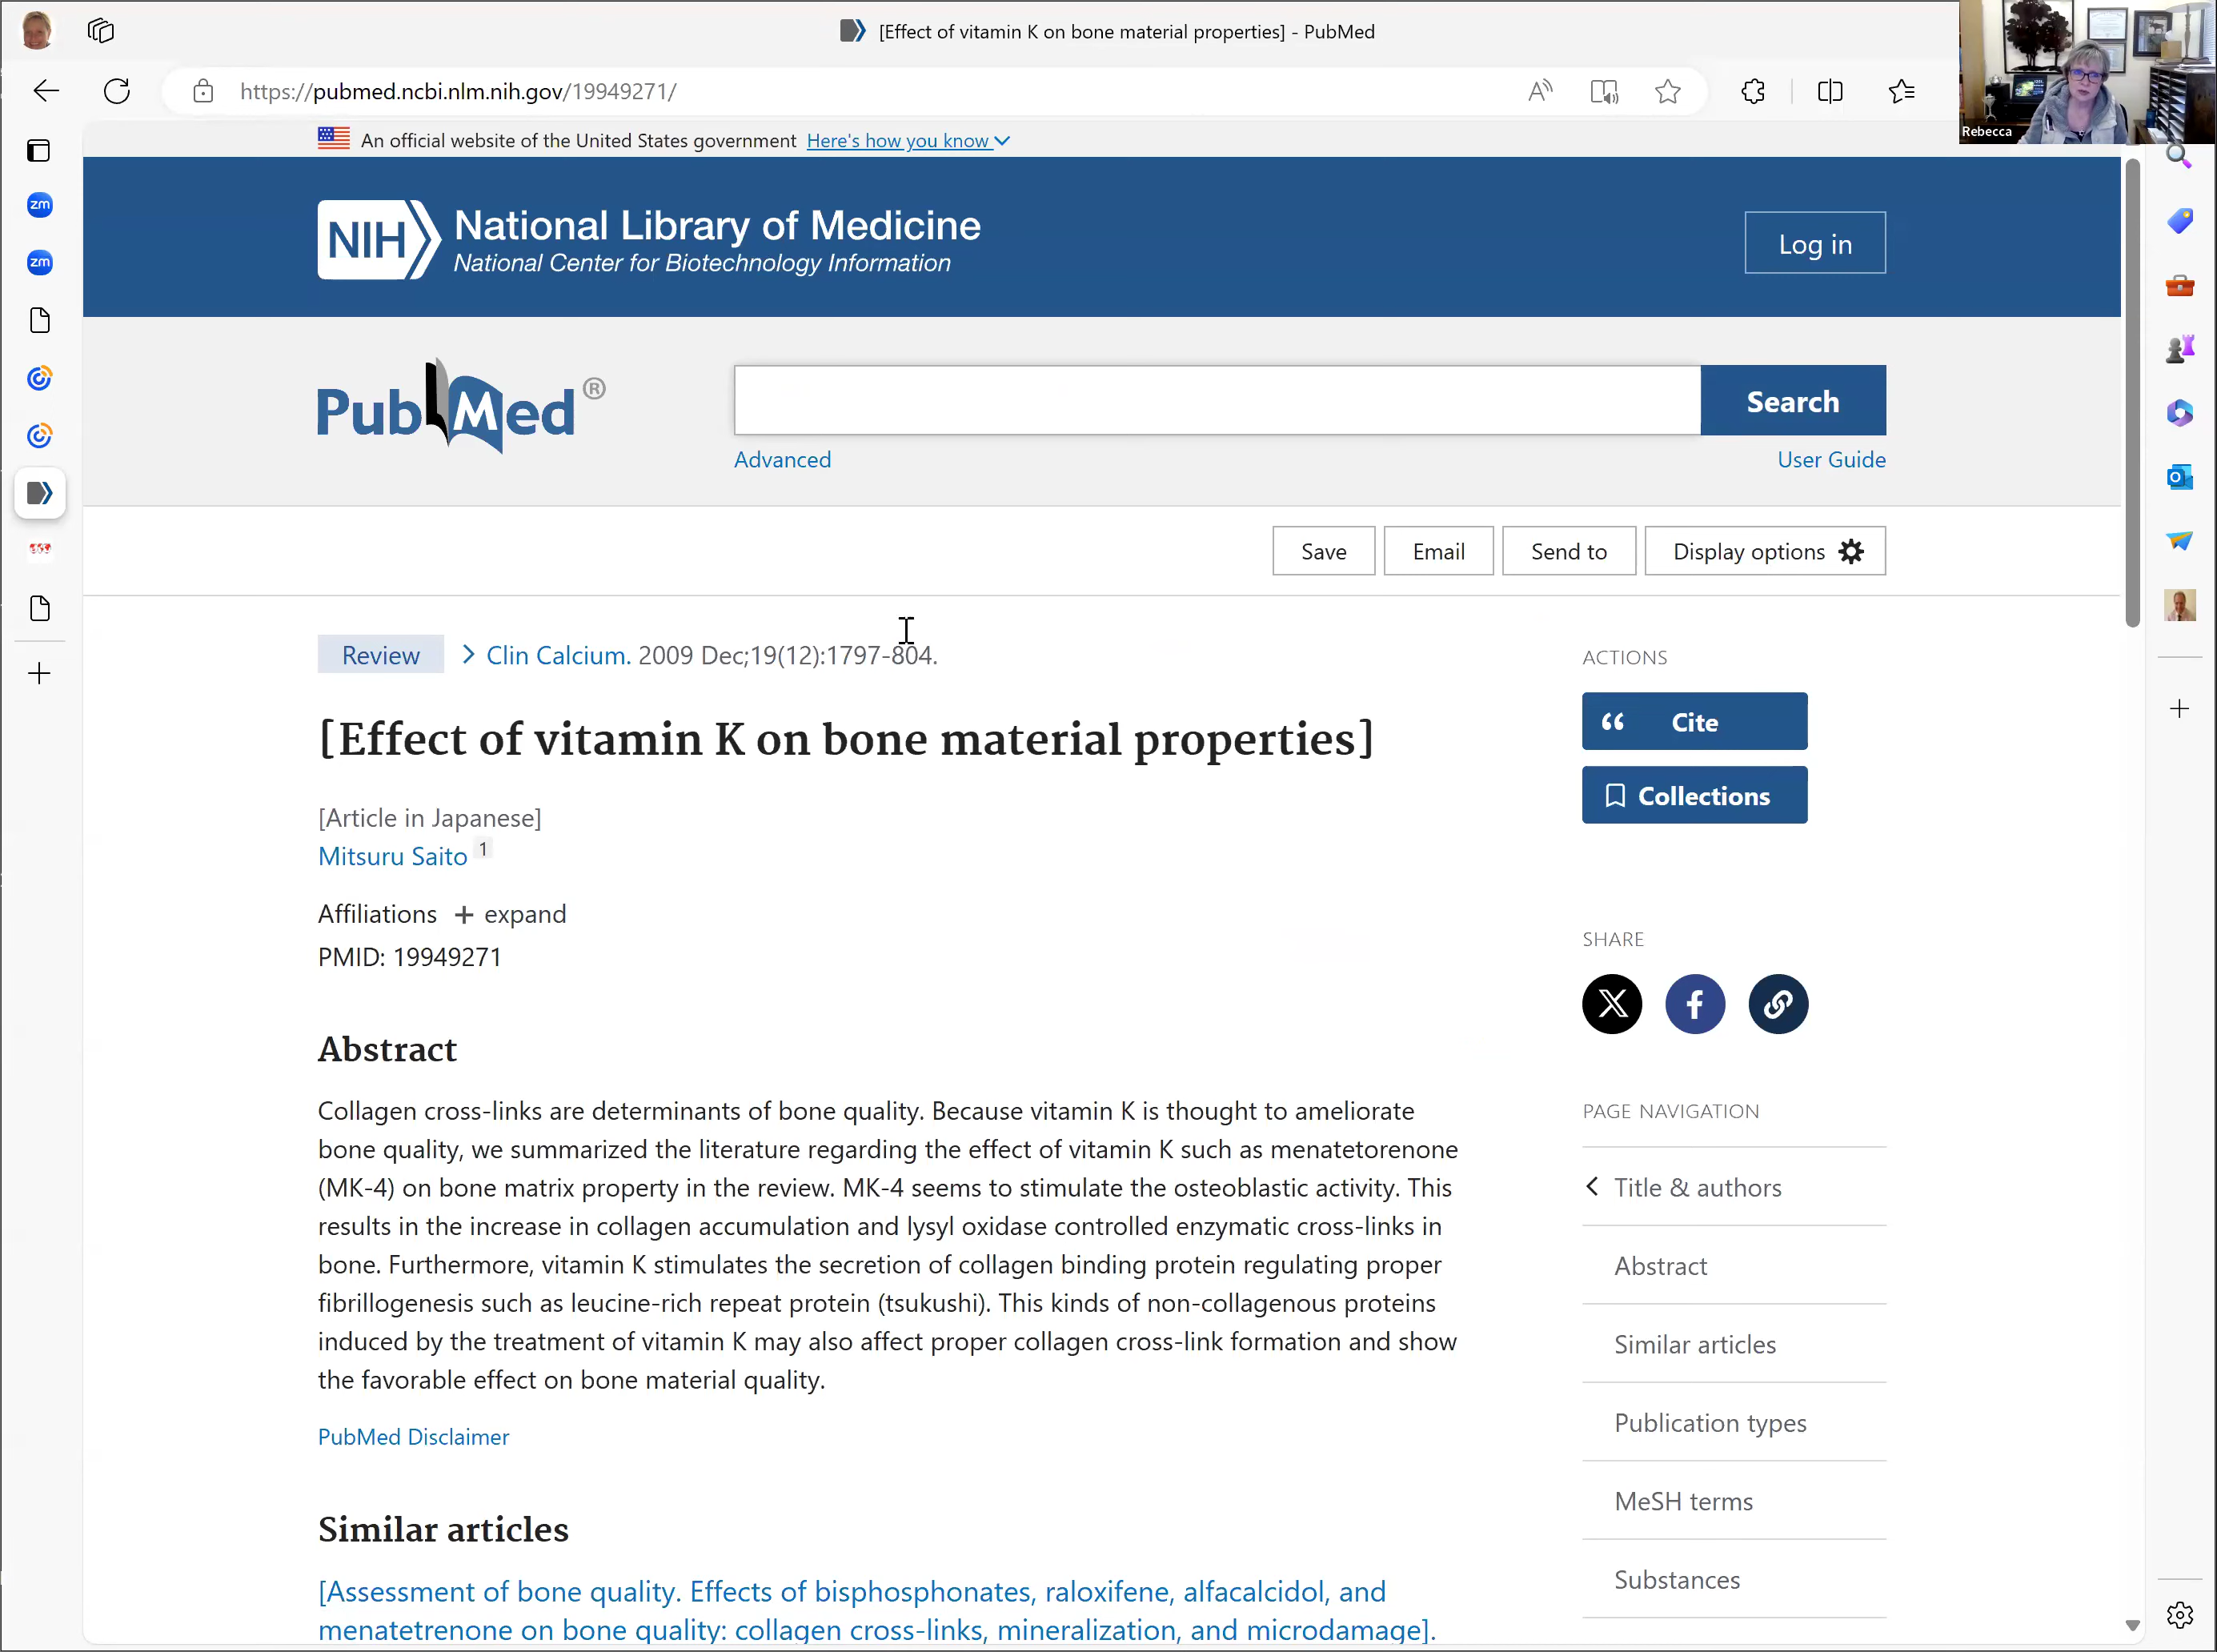 [Effect of vitamin K on bone material properties] - PubMed
https://pubmed.ncbi.nlm.nih.gov/19949271/
Rebecca
An official website of the United States government Here's how you know
NIH National Library of Medicine
National Center for Biotechnology Information
Log in
PubMed®
Search
Advanced
User Guide
zm
zm
Save
Email
Send to
Display options
Review
Clin Calcium. 2009 Dec;19(12):1797-804.
[Effect of vitamin K on bone material properties]
[Article in Japanese]
Mitsuru Saito 1
Affiliations + expand
PMID: 19949271
Abstract
Collagen cross-links are determinants of bone quality. Because vitamin K is thought to ameliorate
bone quality, we summarized the literature regarding the effect of vitamin K such as menatetorenone
(MK-4) on bone matrix property in the review. MK-4 seems to stimulate the osteoblastic activity. This
results in the increase in collagen accumulation and lysyl oxidase controlled enzymatic cross-links in
bone. Furthermore, vitamin K stimulates the secretion of collagen binding protein regulating proper
fibrillogenesis such as leucine-rich repeat protein (tsukushi). This kinds of non-collagenous proteins
induced by the treatment of vitamin K may also affect proper collagen cross-link formation and show
the favorable effect on bone material quality.
PubMed Disclaimer
Similar articles
[Assessment of bone quality. Effects of bisphosphonates, raloxifene, alfacalcidol, and
menatetrenone on bone quality: collagen cross-links, mineralization, and microdamage].
ACTIONS
Cite
Collections
SHARE
PAGE NAVIGATION
Title & authors
Abstract
Similar articles
Publication types
MeSH terms
Substances